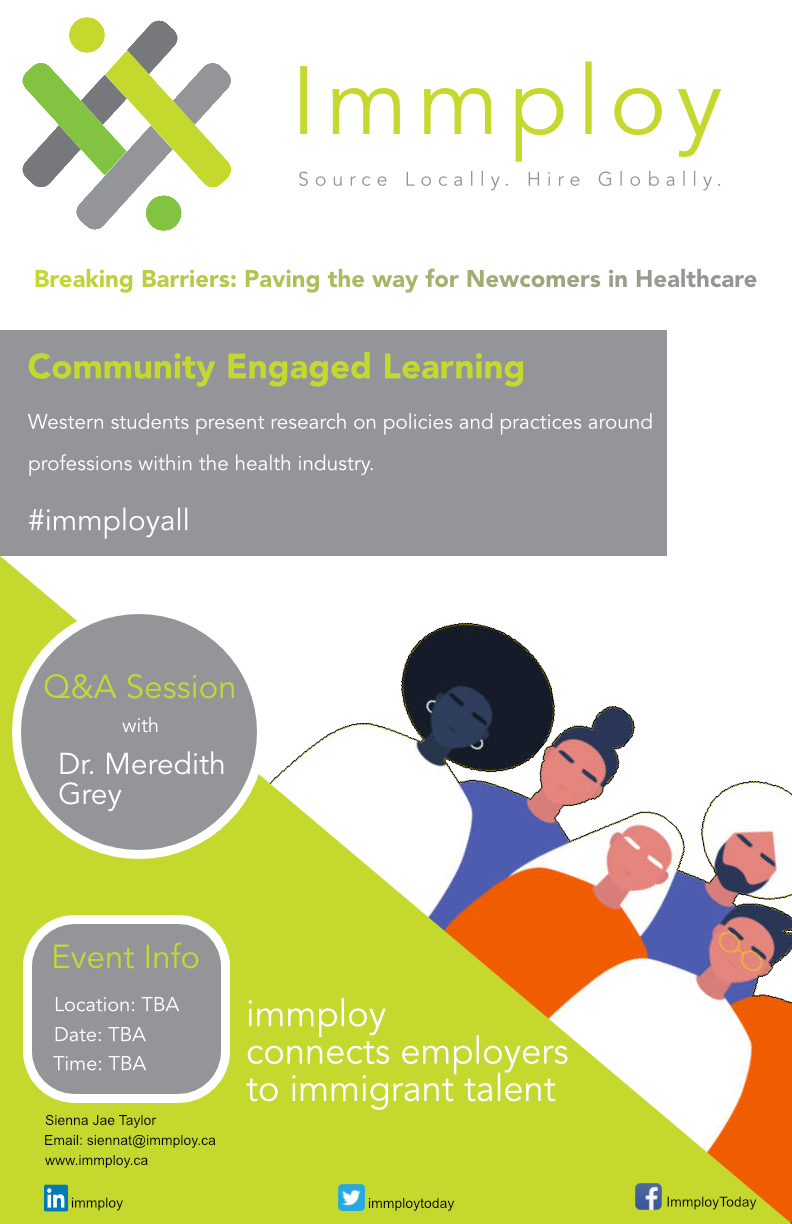 Immploy
Source Locally. Hire Globally.
Breaking Barriers: Paving the way for Newcomers in Healthcare
Community Engaged Learning
Western students present research on policies and practices around
professions within the health industry.
#immployall
Q&A Session
with
Dr. Meredith
Grey
Event Info
Location: TBA
Date: TBA
Time: TBA
immploy
connects employers
to immigrant talent
Sienna Jae Taylor
Email: siennat@immploy.ca
www.immploy.ca
in immploy
immploytoday
f ImmployToday